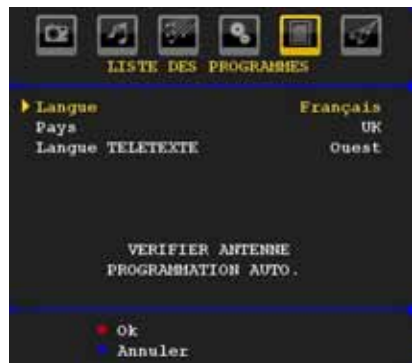 LISTE DES PROGRAMMES
Langue Français
Pays UK
Langue TELETEXTE Ouest
VERIFIER ANTENNE
PROGRAMMATION AUTO.
Ok
Annuler